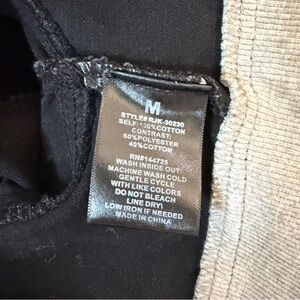 M
STYLE# RJK-30230
SELF: 100%COTTON
CONTRAST:
60%POLYESTER
40%COTTON
RN#144725
WASH INSIDE OUT
MACHINE WASH COLD
GENTLE CYCLE
WITH LIKE COLORS
DO NOT BLEACH
LINE DRY\
LOW IRON IF NEEDED
MADE IN CHINA